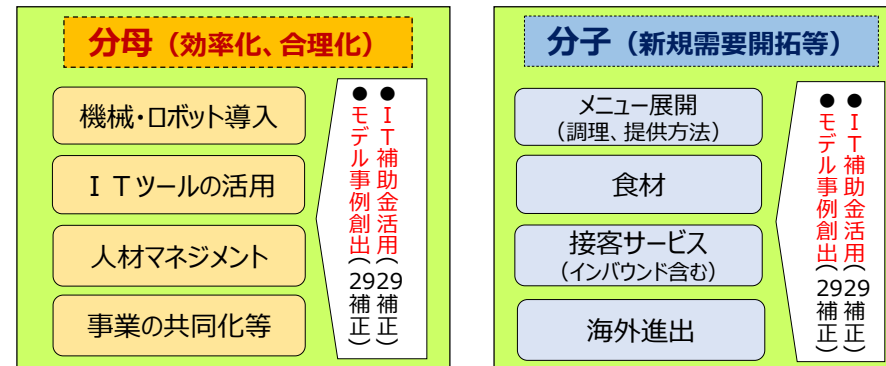 分母（効率化、合理化）
機械・ロボット導入
ＩＴツールの活用
人材マネジメント
事業の共同化等
●ＩＴ補助金活用（29補正）
●モデル事例創出（29補正）
分子（新規需要開拓等）
メニュー展開
（調理、提供方法）
食材
接客サービス
（インバウンド含む）
海外進出
●ＩＴ補助金活用（29補正）
●モデル事例創出（29補正）